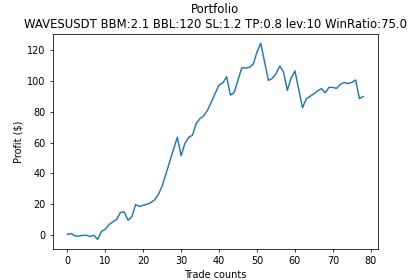 Portfolio
WAVESUSDT BBM:2.1 BBL:120 SL:1.2 TP:0.8 lev:10 WinRatio:75.0
120
100
80
60
40
20
0
Profit ($)
0 10 20 30 40 50 60 70 80
Trade counts